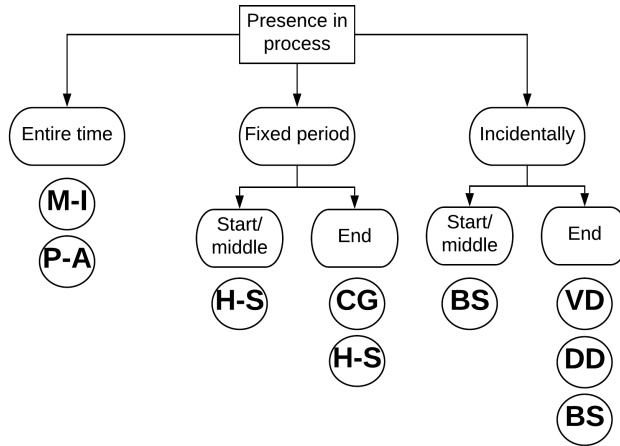 Presence in
process
Entire time
Fixed period
Incidentally
M-I
P-A
Start/
middle
End
Start/
middle
End
H-S
CG
H-S
BS
VD
DD
BS